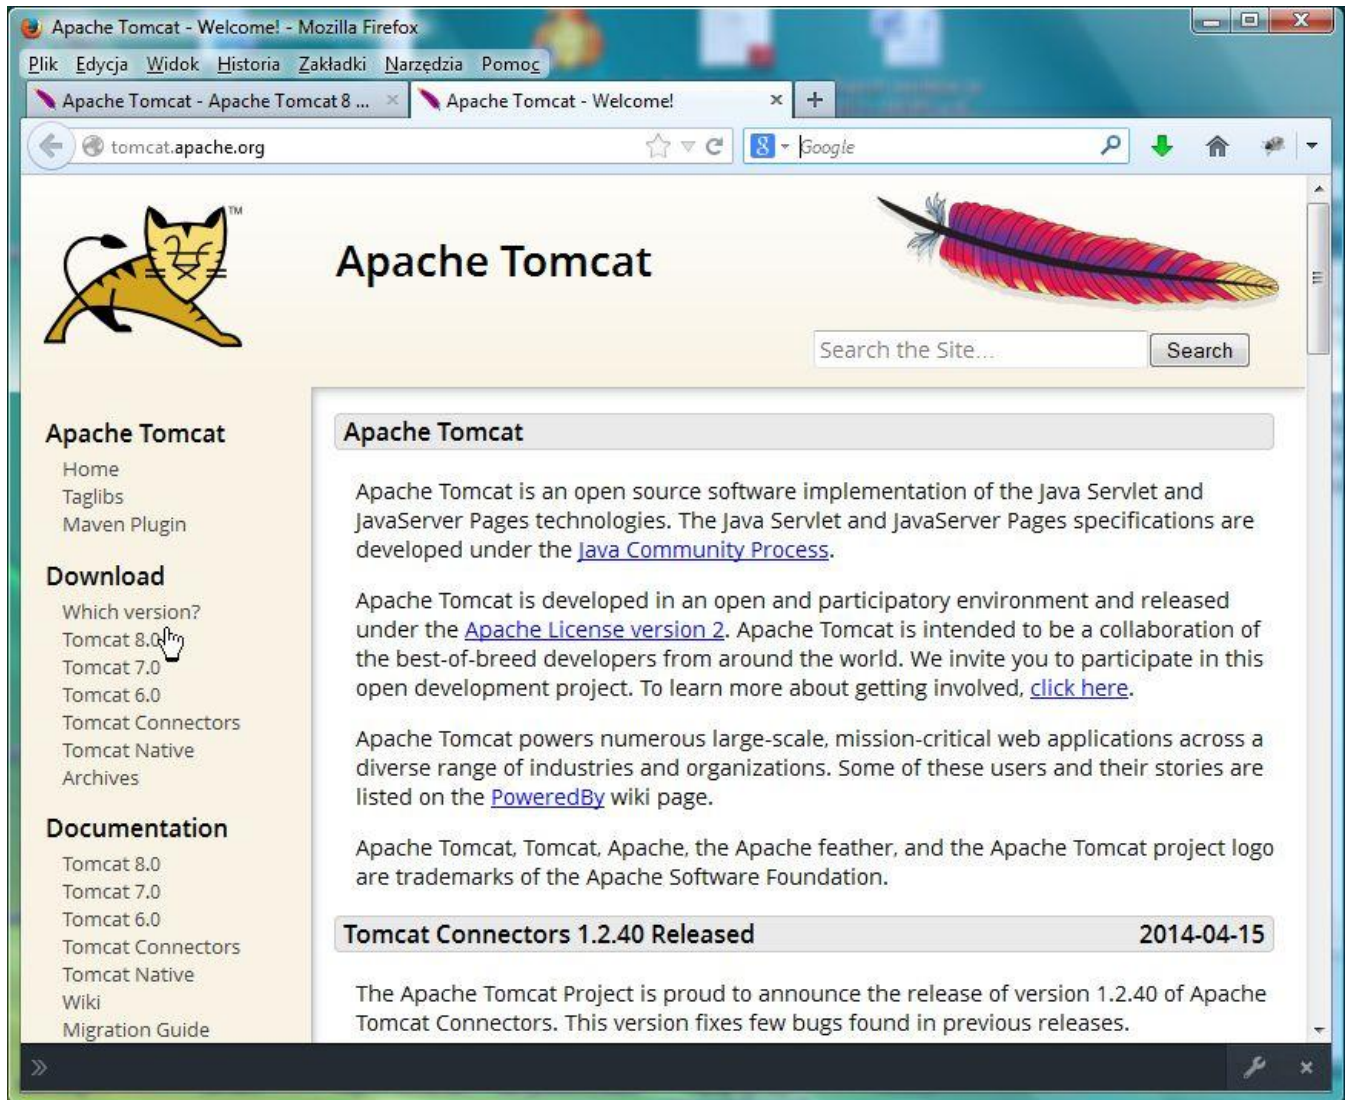 Apache Tomcat - Welcome! - Mozilla Firefox
Plik Edycja Widok Historia Zakładki Narzędzia Pomoc
Apache Tomcat - Apache Tomcat 8 ... Apache Tomcat - Welcome!
tomcat.apache.org
8 Google
TM
Apache Tomcat
Search the Site... Search
Apache Tomcat
Home
Taglibs
Maven Plugin
Download
Which version?
Tomcat 8.0
Tomcat 7.0
Tomcat 6.0
Tomcat Connectors
Tomcat Native
Archives
Documentation
Tomcat 8.0
Tomcat 7.0
Tomcat 6.0
Tomcat Connectors
Tomcat Native
Wiki
Migration Guide
Apache Tomcat
Apache Tomcat is an open source software implementation of the Java Servlet and
JavaServer Pages technologies. The Java Servlet and JavaServer Pages specifications are
developed under the Java Community Process.
Apache Tomcat is developed in an open and participatory environment and released
under the Apache License version 2. Apache Tomcat is intended to be a collaboration of
the best-of-breed developers from around the world. We invite you to participate in this
open development project. To learn more about getting involved, click here.
Apache Tomcat powers numerous large-scale, mission-critical web applications across a
diverse range of industries and organizations. Some of these users and their stories are
listed on the PoweredBy wiki page.
Apache Tomcat, Tomcat, Apache, the Apache feather, and the Apache Tomcat project logo
are trademarks of the Apache Software Foundation.
Tomcat Connectors 1.2.40 Released 2014-04-15
The Apache Tomcat Project is proud to announce the release of version 1.2.40 of Apache
Tomcat Connectors. This version fixes few bugs found in previous releases.